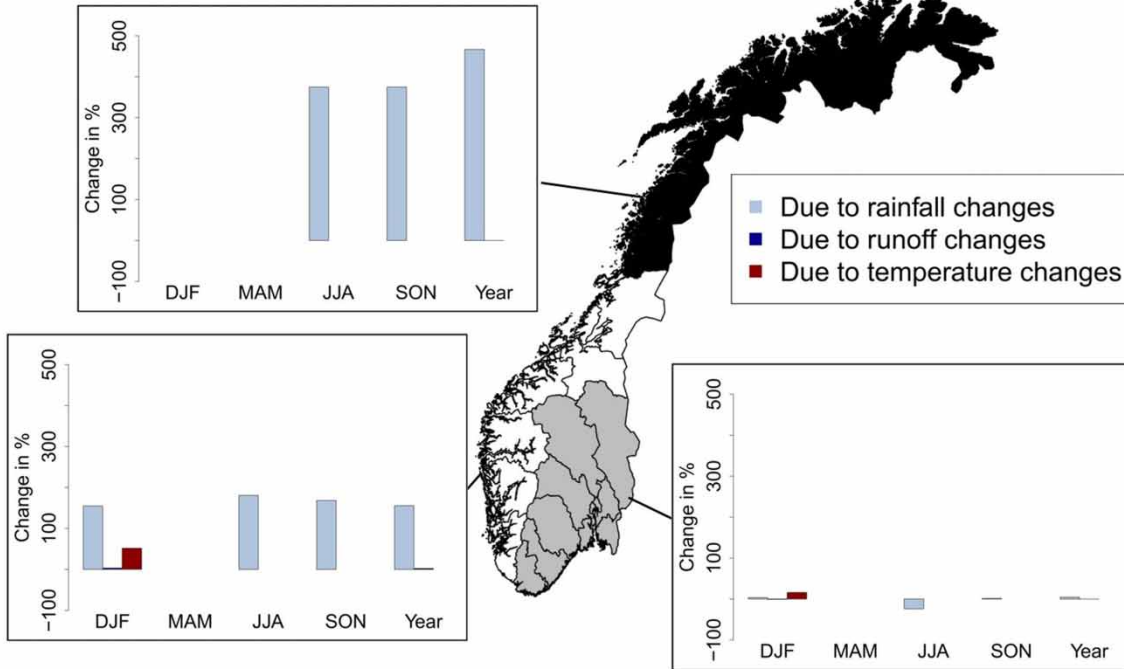 500
300
100
−100
Change in %
DJF MAM JJA SON Year
Due to rainfall changes
Due to runoff changes
Due to temperature changes
500
300
100
−100
Change in %
DJF MAM JJA SON Year
500
300
100
−100
Change in %
DJF MAM JJA SON Year